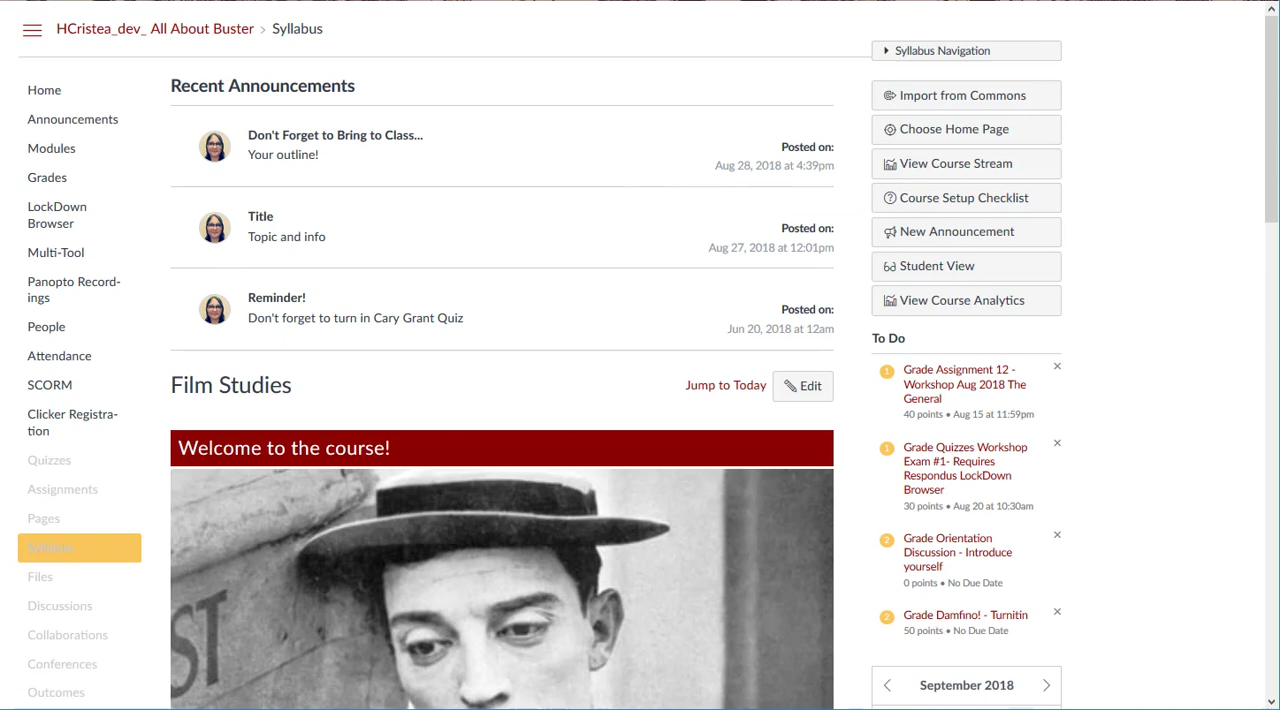 HCristea_dev_ All About Buster > Syllabus
Syllabus Navigation
Home
Announcements
Modules
Grades
LockDown
Browser
Multi-Tool
Panopto Record-
ings
People
Attendance
SCORM
Clicker Registra-
tion
Quizzes
Assignments
Pages
Syllabus
Files
Discussions
Collaborations
Conferences
Outcomes
Recent Announcements
Don't Forget to Bring to Class...
Your outline!
Posted on:
Aug 28, 2018 at 4:39pm
Title
Topic and info
Posted on:
Aug 27, 2018 at 12:01pm
Reminder!
Don't forget to turn in Cary Grant Quiz
Posted on:
Jun 20, 2018 at 12am
Film Studies
Jump to Today
Edit
Welcome to the course!
ST
Import from Commons
Choose Home Page
View Course Stream
Course Setup Checklist
New Announcement
Student View
View Course Analytics
To Do
1 Grade Assignment 12 -
Workshop Aug 2018 The
General
40 points • Aug 15 at 11:59pm
1 Grade Quizzes Workshop
Exam #1- Requires
Respondus LockDown
Browser
30 points • Aug 20 at 10:30am
2 Grade Orientation
Discussion - Introduce
yourself
0 points • No Due Date
2 Grade Damfino! - Turnitin
50 points • No Due Date
September 2018